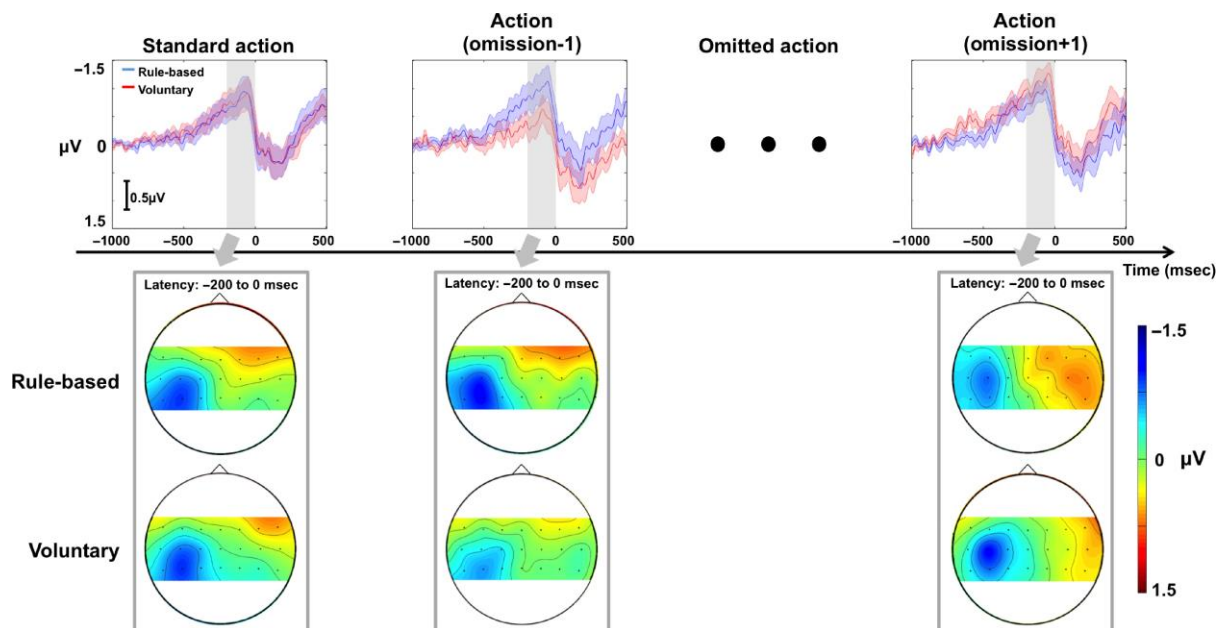 Standard action
Action
(omission-1)
Omitted action
Action
(omission+1)
−1.5
Rule-based
Voluntary
μV
0
0.5μV
1.5
−1000 −500 0 500
−1000 −500 0 500
−1000 −500 0 500
Time (msec)
Latency: −200 to 0 msec
Latency: −200 to 0 msec
Latency: −200 to 0 msec
Rule-based
Voluntary
−1.5
0
μV
1.5